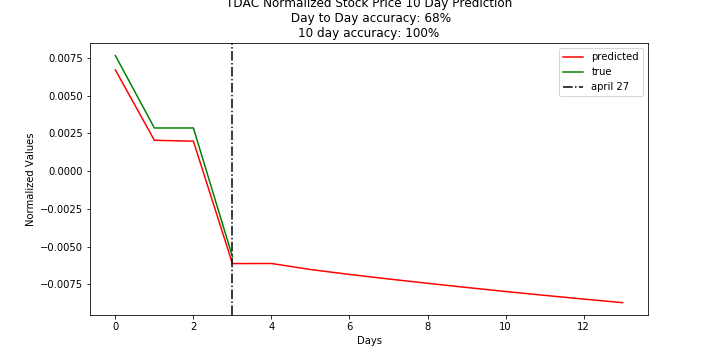 TDAC Normalized Stock Price 10 Day Prediction
Day to Day accuracy: 68%
10 day accuracy: 100%
predicted
true
april 27
0.0075
0.0050
0.0025
0.0000
−0.0025
−0.0050
−0.0075
Normalized Values
0 2 4 6 8 10 12
Days